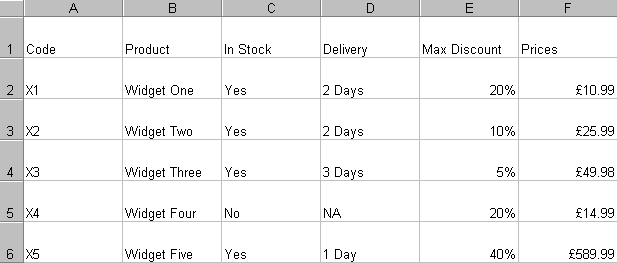 A B C D E F
1 Code Product In Stock Delivery Max Discount Prices
2 X1 Widget One Yes 2 Days 20% £10.99
3 X2 Widget Two Yes 2 Days 10% £25.99
4 X3 Widget Three Yes 3 Days 5% £49.98
5 X4 Widget Four No NA 20% £14.99
6 X5 Widget Five Yes 1 Day 40% £589.99